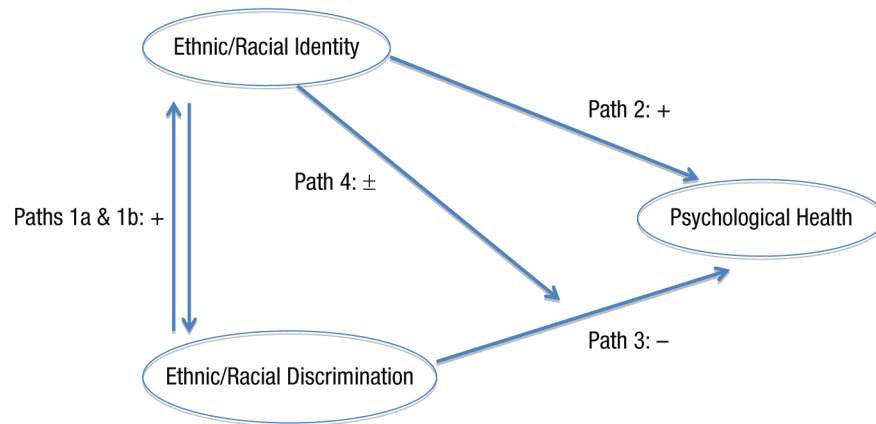 Ethnic/Racial Identity
Path 2: +
Path 4: ±
Paths 1a & 1b: +
Psychological Health
Path 3: –
Ethnic/Racial Discrimination